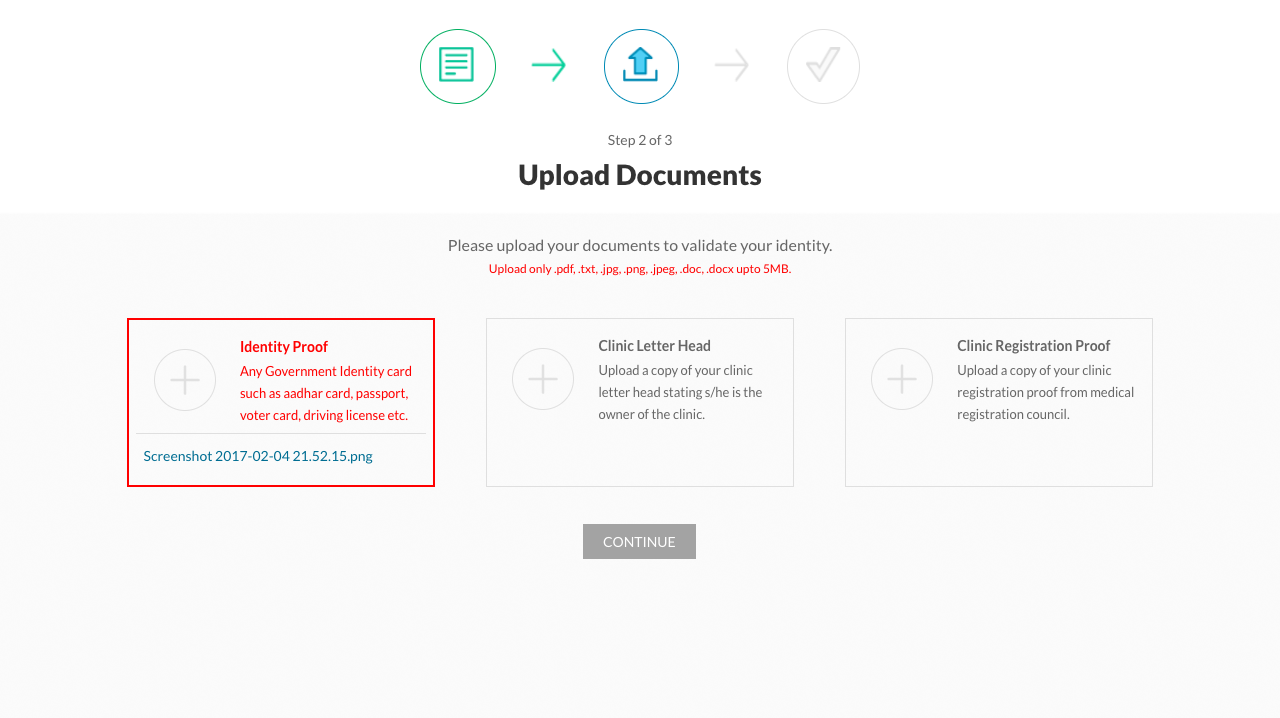 Step 2 of 3
Upload Documents
Please upload your documents to validate your identity.
Upload only .pdf, .txt, .jpg, .png, .jpeg, .doc, .docx upto 5MB.
Identity Proof
Any Government Identity card
such as aadhar card, passport,
voter card, driving license etc.
Screenshot 2017-02-04 21.52.15.png
Clinic Letter Head
Upload a copy of your clinic
letter head stating s/he is the
owner of the clinic.
Clinic Registration Proof
Upload a copy of your clinic
registration proof from medical
registration council.
CONTINUE